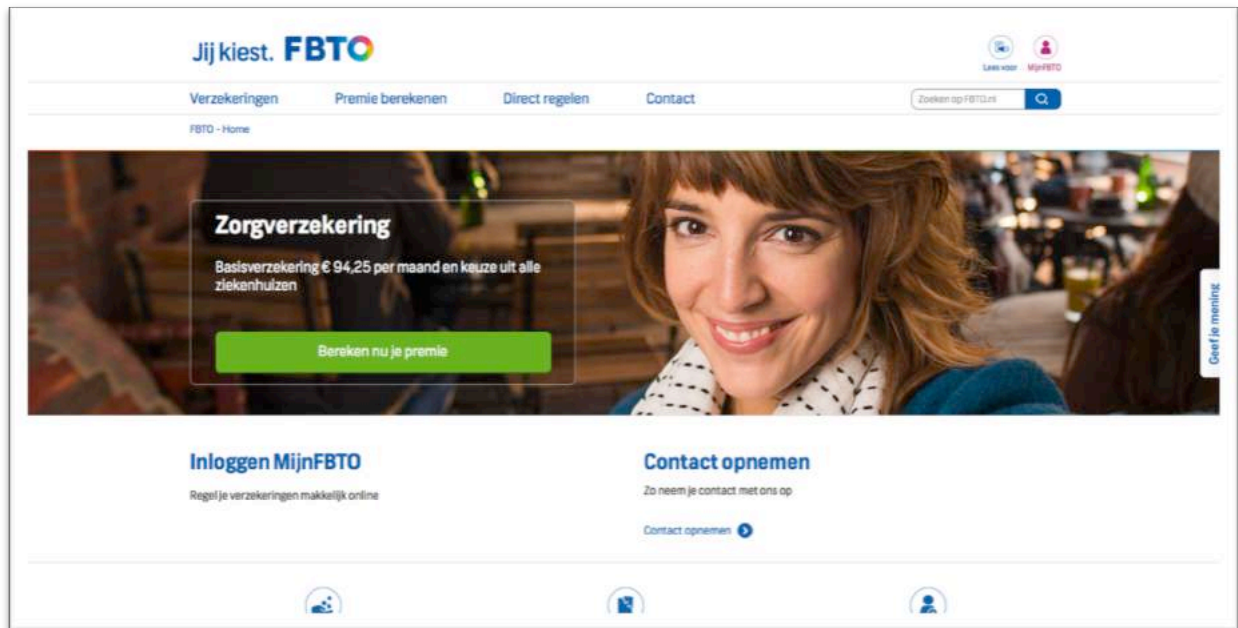 Jij kiest. FBTO
Lees voor MijnFBTO
Verzekeringen Premie berekenen Direct regelen Contact
Zoeken op FBTO.nl
FBTO - Home
Zorgverzekering
Basisverzekering € 94,25 per maand en keuze uit alle
ziekenhuizen
Bereken nu je premie
Geef je mening
Inloggen MijnFBTO
Regel je verzekeringen makkelijk online
Contact opnemen
Zo neem je contact met ons op
Contact opnemen